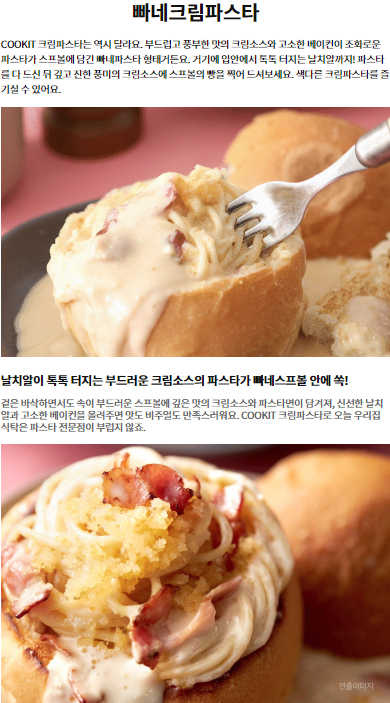 빠네크림파스타
COOKIT 크림파스타는 역시 달라요. 부드럽고 풍부한 맛의 크림소스와 고소한 베이컨이 조화로운
파스타가 스프볼에 담긴 빠네파스타 형태거든요. 거기에 입안에서 톡톡 터지는 날치알까지! 파스타
를 다 드신 뒤 깊고 진한 풍미의 크림소스에 스프볼의 빵을 찍어 드셔보세요. 색다른 크림파스타를 즐
기실 수 있어요.
날치알이 톡톡 터지는 부드러운 크림소스의 파스타가 빠네스프볼 안에 쏙!
겉은 바삭하면서도 속이 부드러운 스프볼에 깊은 맛의 크림소스와 파스타면이 담겨져, 신선한 날치
알과 고소한 베이컨을 올려주면 맛도 비주얼도 만족스러워요. COOKIT 크림파스타로 오늘 우리집
식탁은 파스타 전문점이 부럽지 않죠.
연출이미지